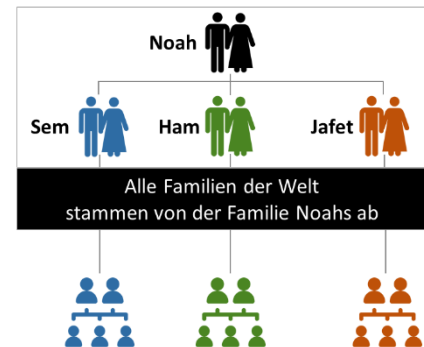 Noah
Sem
Ham
Jafet
Alle Familien der Welt
stammen von der Familie Noahs ab